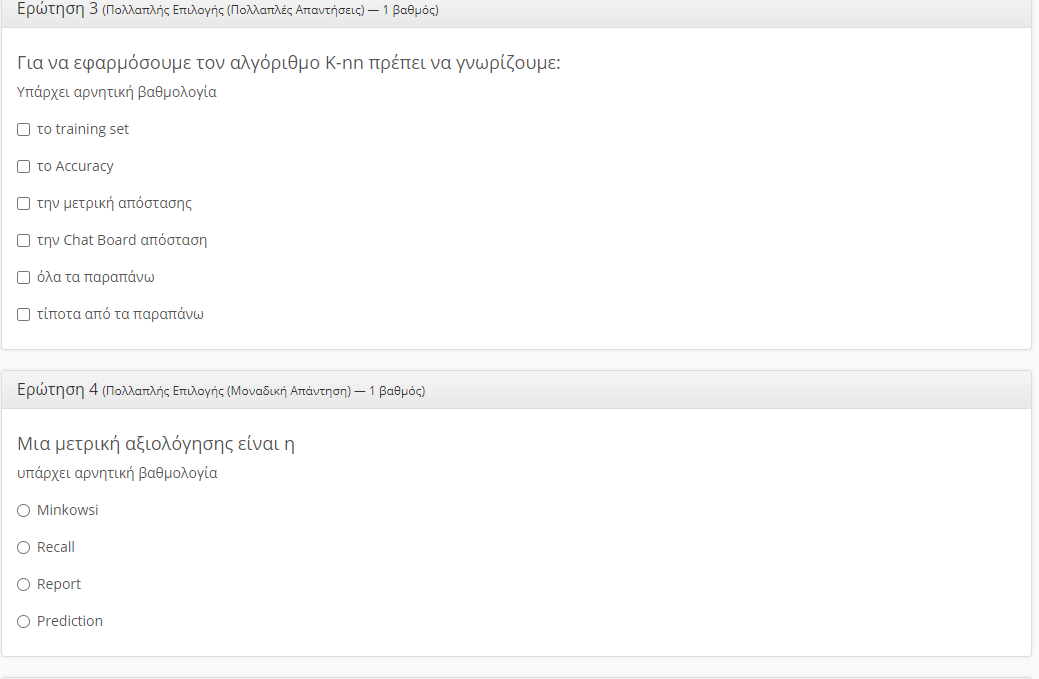 Ερώτηση 3 (Πολλαπλής Επιλογής (Πολλαπλές Απαντήσεις) — 1 βαθμός)
Για να εφαρμόσουμε τον αλγόριθμο K-nn πρέπει να γνωρίζουμε:
Υπάρχει αρνητική βαθμολογία
το training set
το Accuracy
την μετρική απόστασης
την Chat Board απόσταση
όλα τα παραπάνω
τίποτα από τα παραπάνω
Ερώτηση 4 (Πολλαπλής Επιλογής (Μοναδική Απάντηση) — 1 βαθμός)
Μια μετρική αξιολόγησης είναι η
υπάρχει αρνητική βαθμολογία
Minkowsi
Recall
Report
Prediction